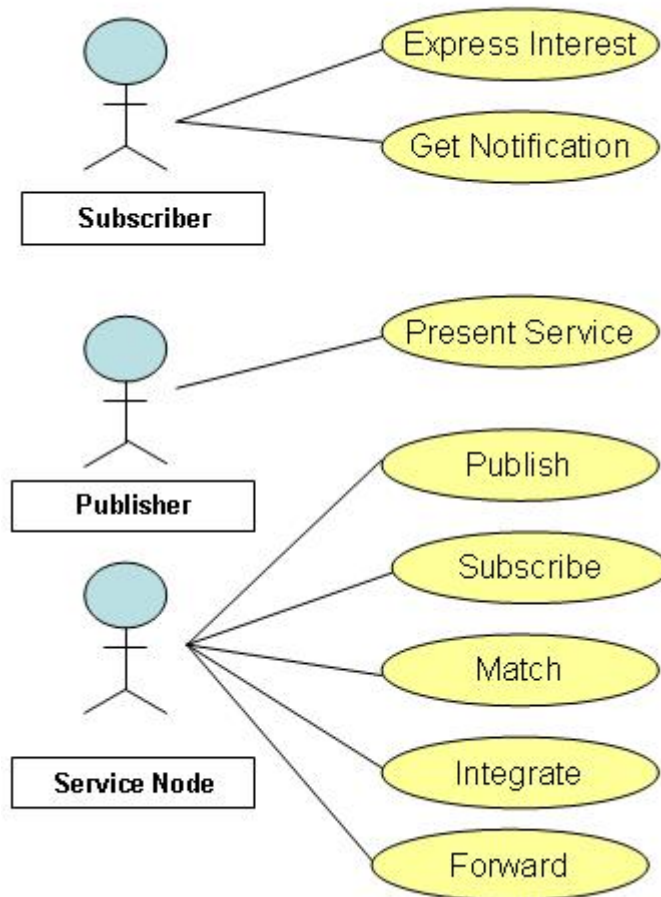 Express Interest
Get Notification
Subscriber
Present Service
Publisher
Publish
Subscribe
Match
Integrate
Service Node
Forward